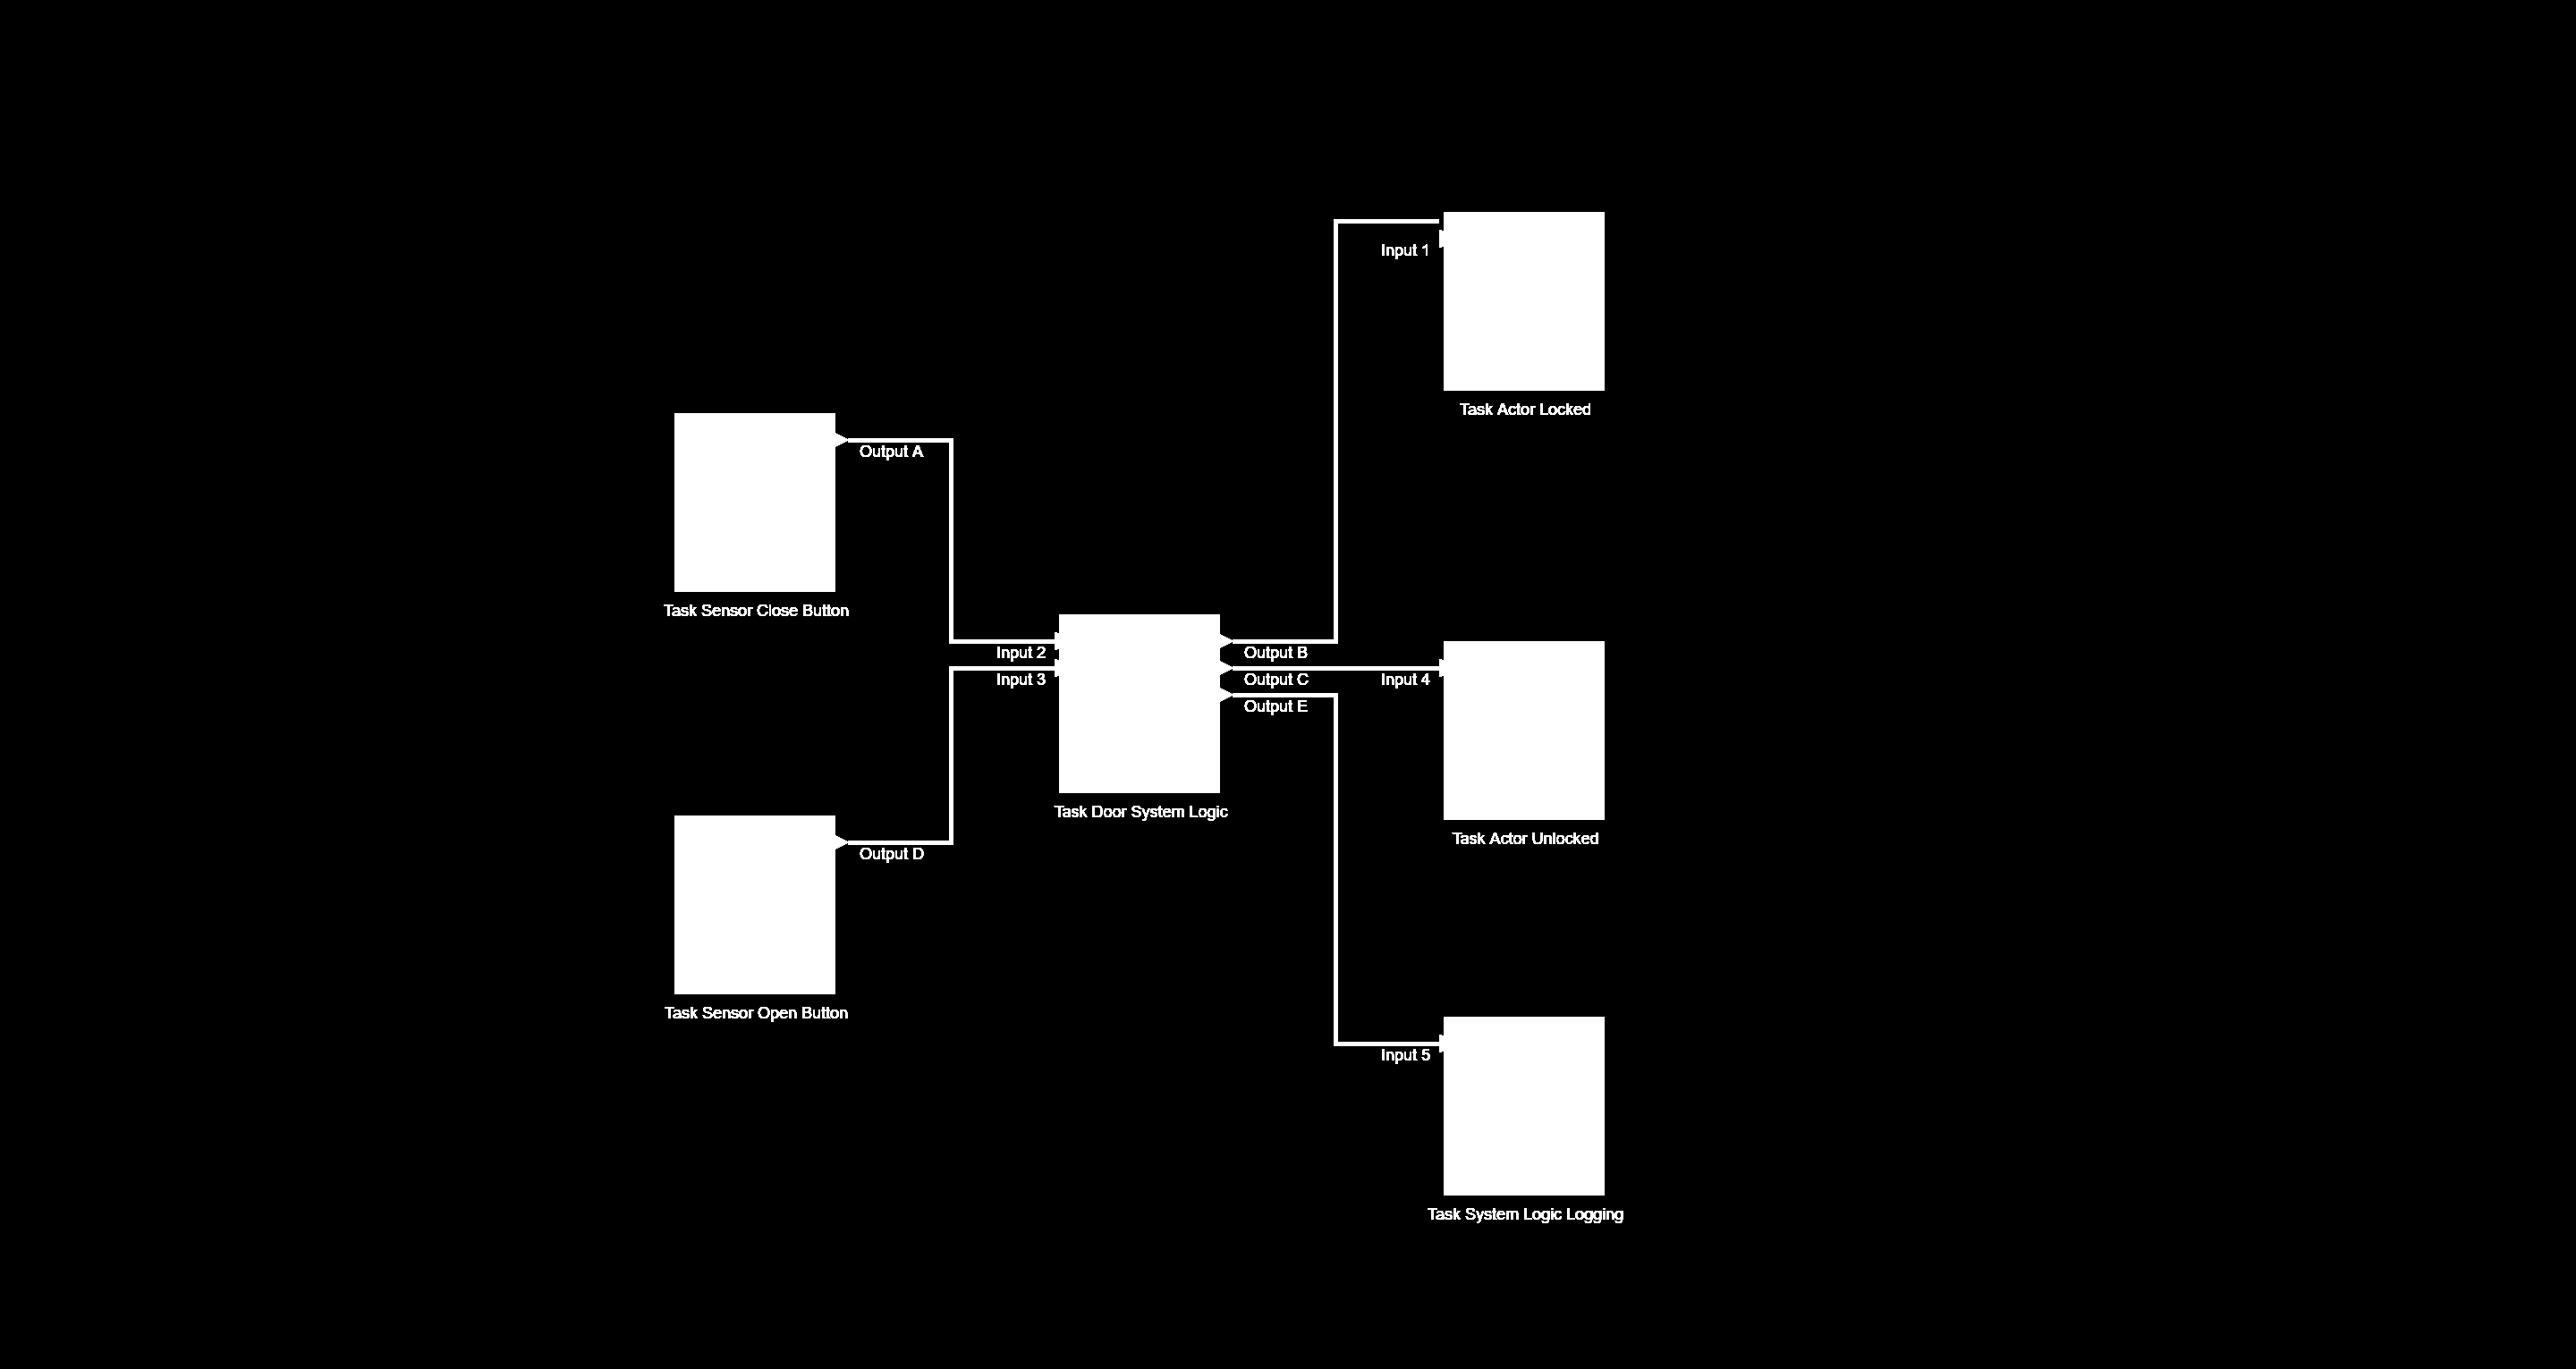 Input 1
Task Actor Locked
Output A
Task Sensor Close Button
Input 2
Output B
Input 3
Output C
Input 4
Output E
Task Door System Logic
Task Actor Unlocked
Output D
Task Sensor Open Button
Input 5
Task System Logic Logging